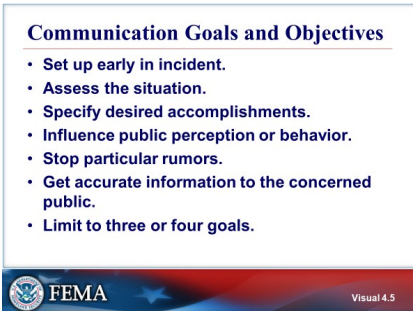 Communication Goals and Objectives
• Set up early in incident.
• Assess the situation.
• Specify desired accomplishments.
• Influence public perception or behavior.
• Stop particular rumors.
• Get accurate information to the concerned
public.
• Limit to three or four goals.
FEMA
Visual 4.5